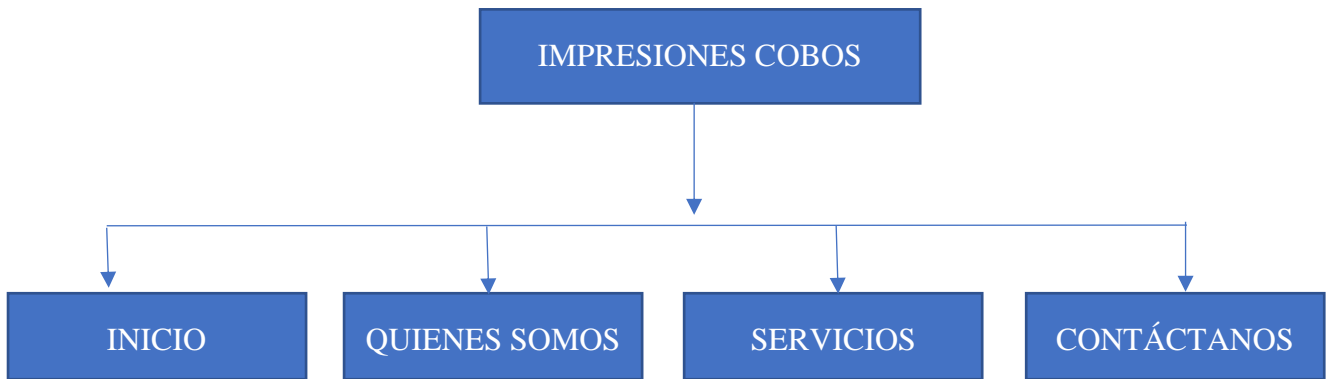 IMPRESIONES COBOS
INICIO
QUIENES SOMOS
SERVICIOS
CONTÁCTANOS